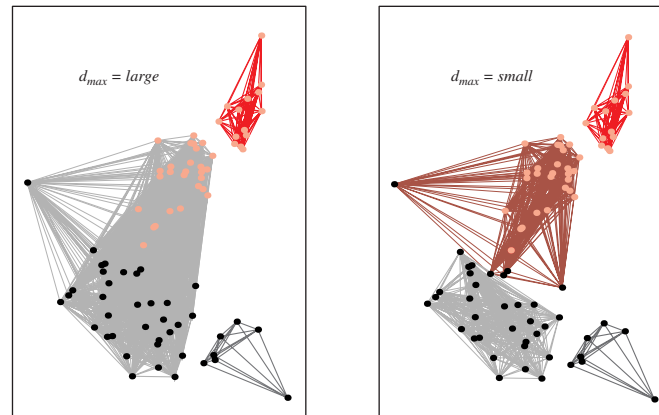 d_max = large
d_max = small